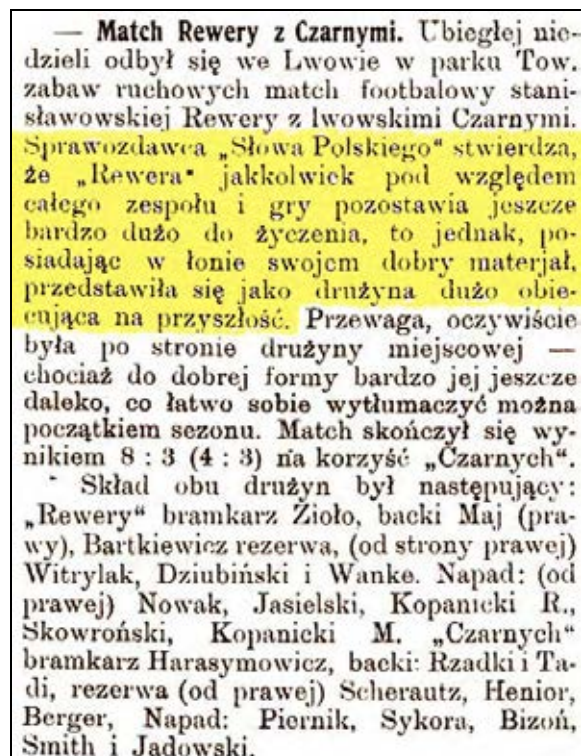 — Match Rewery z Czarnymi. Ubiegłej nie-
dzieli odbył się we Lwowie w parku Tow.
zabaw ruchowych match footbalowy stani-
sławowskiej Rewery z lwowskimi Czarnymi.
Sprawozdawca „Słowa Polskiego“ stwierdza,
że „Rewera“ jakkolwiek pod względem
całego zespołu i gry pozostawia jeszcze
bardzo dużo do życzenia, to jednak, po-
siadając w łonie swojem dobry materjał,
przedstawiła się jako drużyna dużo obie-
cująca na przyszłość. Przewaga, oczywiście
była po stronie drużyny miejscowej —
chociaż do dobrej formy bardzo jej jeszcze
daleko, co łatwo sobie wytłumaczyć można
początkiem sezonu. Match skończył się wy-
nikiem 8 : 3 (4 : 3) na korzyść „Czarnych“.
Skład obu drużyn był następujący:
„Rewery“ bramkarz Zioło, backi Maj (pra-
wy), Bartkiewicz rezerwa, (od strony prawej)
Witrylak, Dziubiński i Wanke. Napad: (od
prawej) Nowak, Jasielski, Kopanicki R.,
Skowroński, Kopanicki M. „Czarnych“
bramkarz Harasymowicz, backi: Rzadki i Ta-
di, rezerwa (od prawej) Scherautz, Henior,
Berger, Napad: Piernik, Sykora, Bizoń,
Smith i Jadowski.